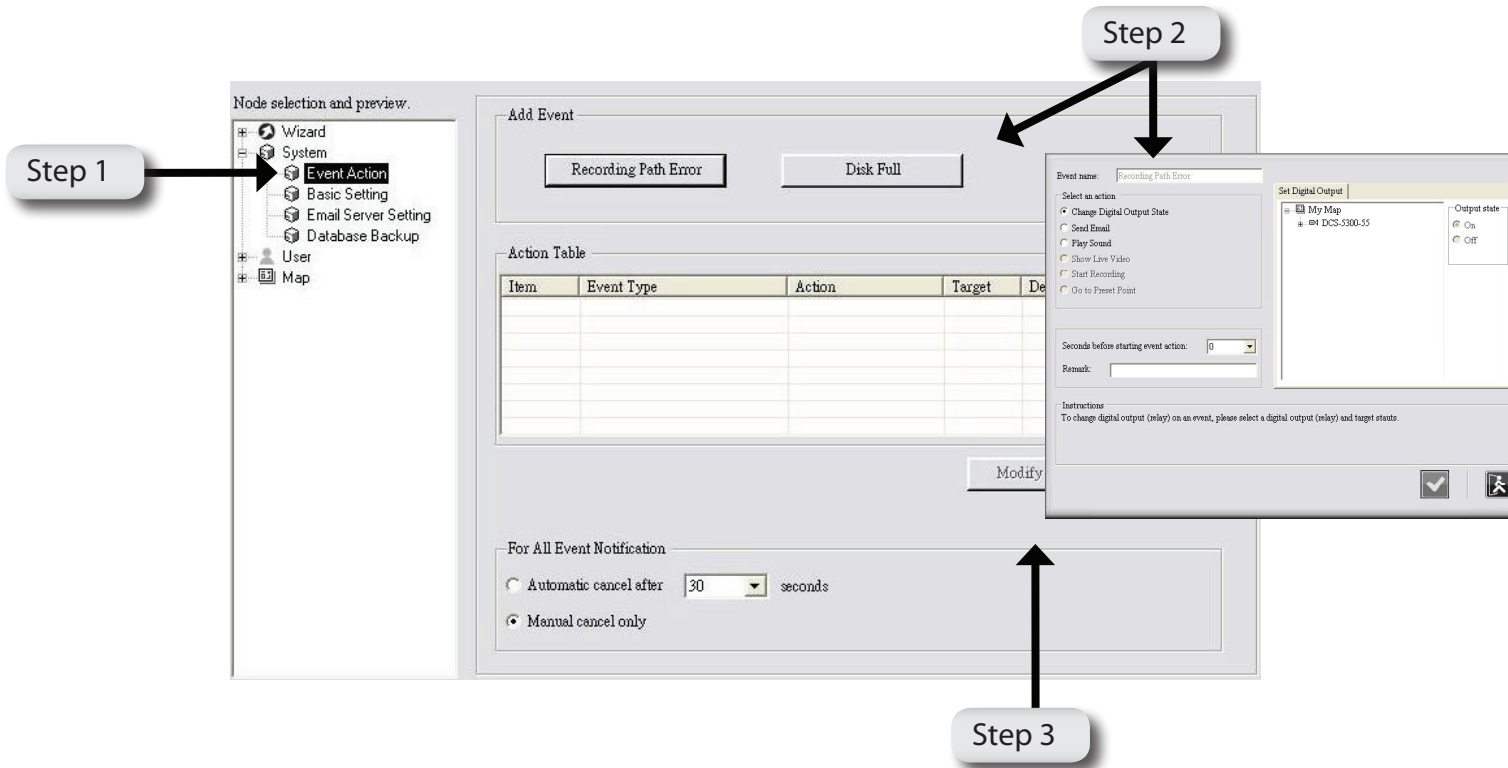 Step 2
Node selection and preview.
Wizard
System
Event Action
Basic Setting
Email Server Setting
Database Backup
User
Map
Step 1
Add Event
Recording Path Error
Disk Full
Action Table
Item Event Type Action Target De
Modify
For All Event Notification
Automatic cancel after 30 seconds
Manual cancel only
Event name: Recording Path Error
Select an action
Change Digital Output State
Send Email
Play Sound
Show Live Video
Start Recording
Go to Preset Point
Set Digital Output
My Map
DCS-5300-55
Output state
On
Off
Seconds before starting event action: 0
Remark:
Instructions
To change digital output (relay) on an event, please select a digital output (relay) and target stauts.
Step 3